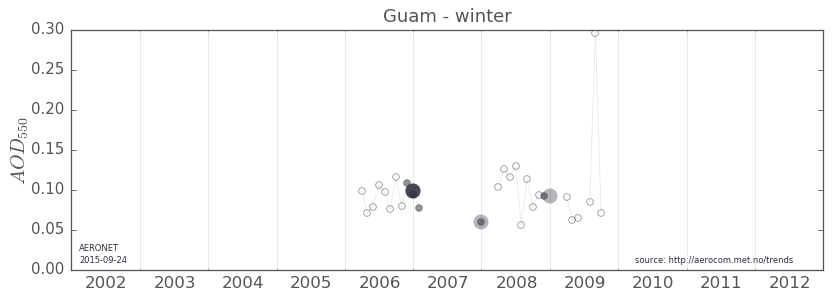 Guam - winter
0.30
0.25
0.20
0.15
0.10
0.05
0.00
AOD550
AERONET
2015-09-24
source: http://aerocom.met.no/trends
2002 2003 2004 2005 2006 2007 2008 2009 2010 2011 2012